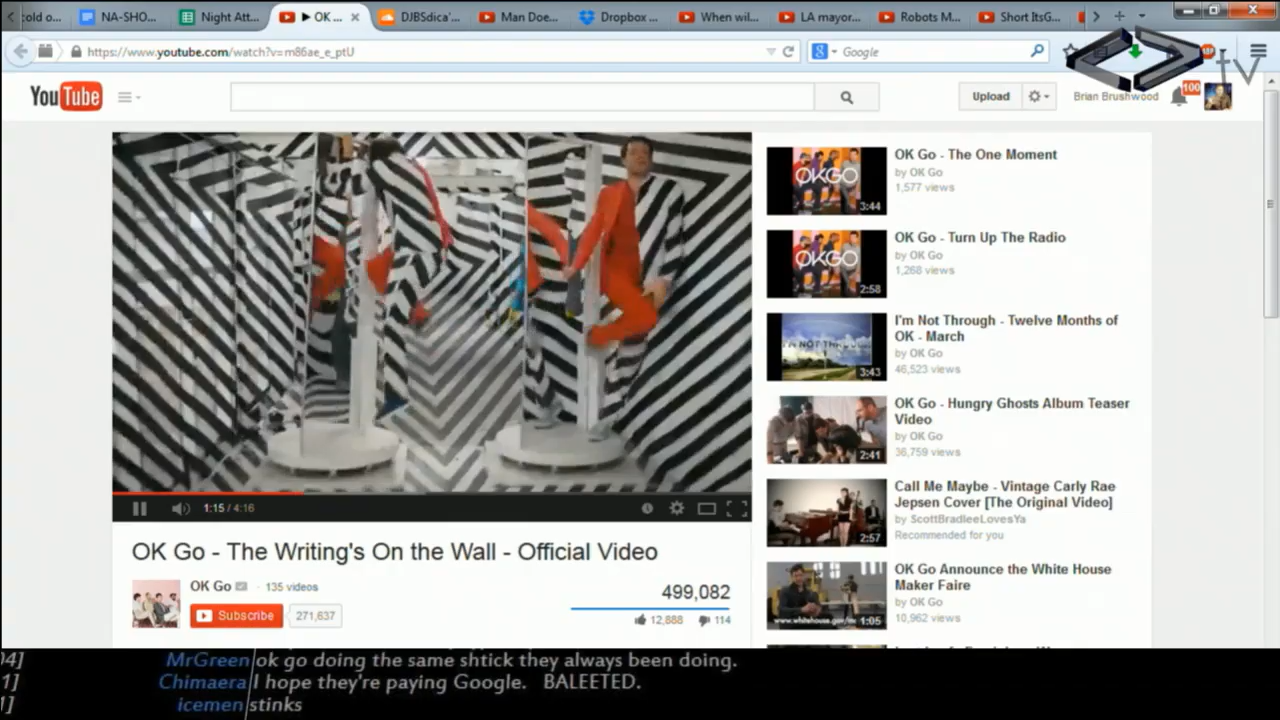 old o...
NA-SHO...
Night Att...
▶ OK ...
DJBSdica'...
Man Doe...
Dropbox ...
When wil...
LA mayor...
Robots M...
Short ItsG...
https://www.youtube.com/watch?v=m86ae_e_ptU
Google
tv
YouTube
Upload
Brian Brushwood
100
OK Go - The One Moment
by OK Go
1,577 views
OKGO
3:44
OK Go - Turn Up The Radio
by OK Go
1,268 views
OKGO
2:58
I'm Not Through - Twelve Months of
OK - March
by OK Go
46,523 views
I'M NOT THROUGH
3:43
OK Go - Hungry Ghosts Album Teaser
Video
by OK Go
36,759 views
2:41
Call Me Maybe - Vintage Carly Rae
Jepsen Cover [The Original Video]
by ScottBradleeLovesYa
Recommended for you
2:57
OK Go Announce the White House
Maker Faire
by OK Go
10,962 views
1:05
1:15 / 4:16
OK Go - The Writing's On the Wall - Official Video
OK Go · 135 videos
Subscribe 271,637
499,082
12,888 114
04] MrGreen ok go doing the same shtick they always been doing.
1] Chimaera I hope they're paying Google. BALEETED.
icemen stinks